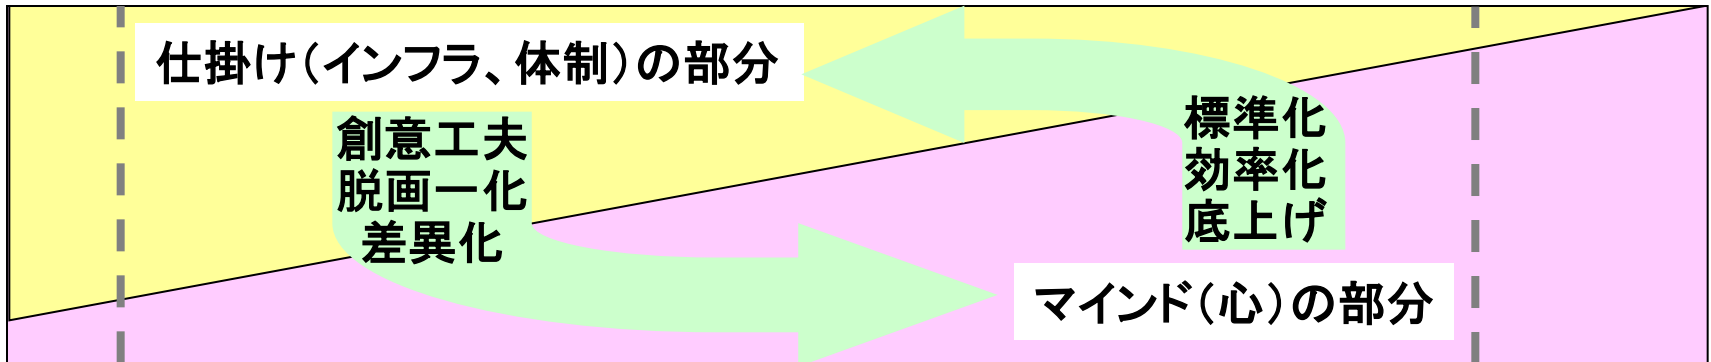 仕掛け（インフラ、体制）の部分
創意工夫
脱画一化
差異化
標準化
効率化
底上げ
マインド（心）の部分